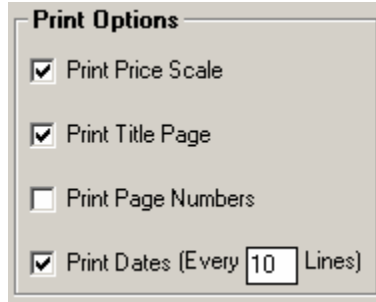 Print Options
Print Price Scale
Print Title Page
Print Page Numbers
Print Dates (Every 10 Lines)